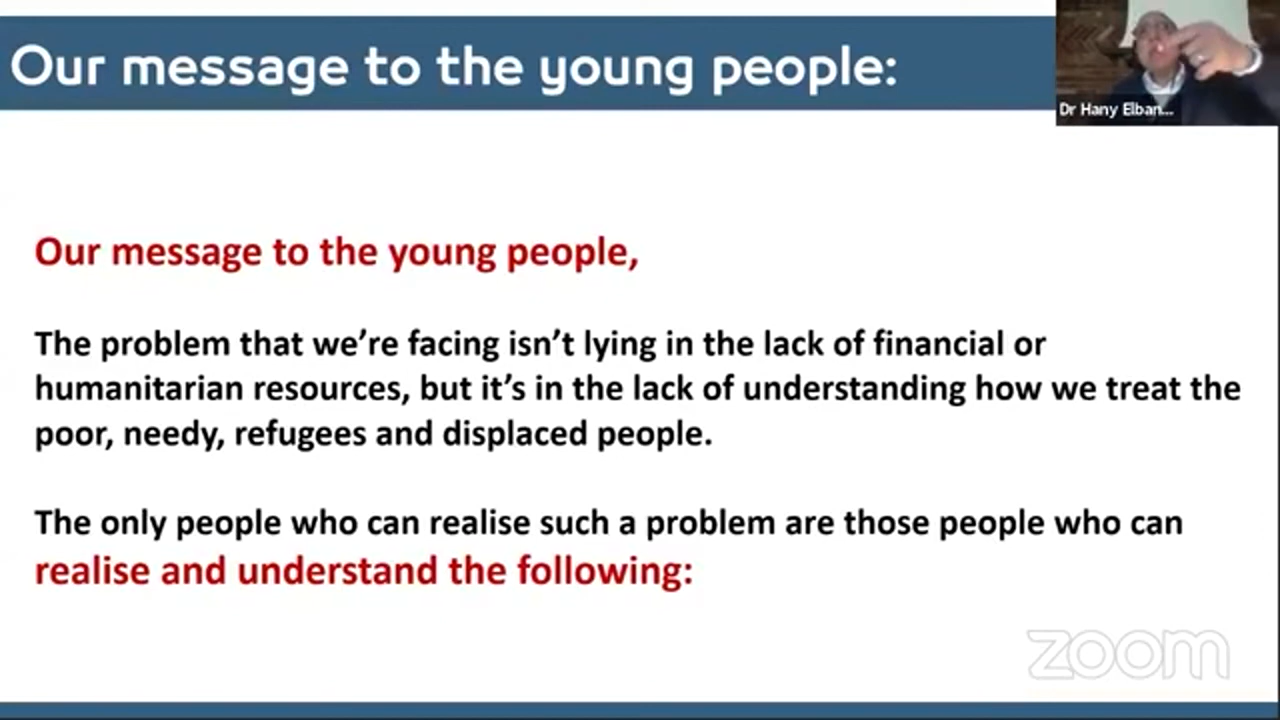 Our message to the young people:
Dr Hany Elban...
Our message to the young people,
The problem that we’re facing isn’t lying in the lack of financial or
humanitarian resources, but it’s in the lack of understanding how we treat the
poor, needy, refugees and displaced people.
The only people who can realise such a problem are those people who can
realise and understand the following:
zoom